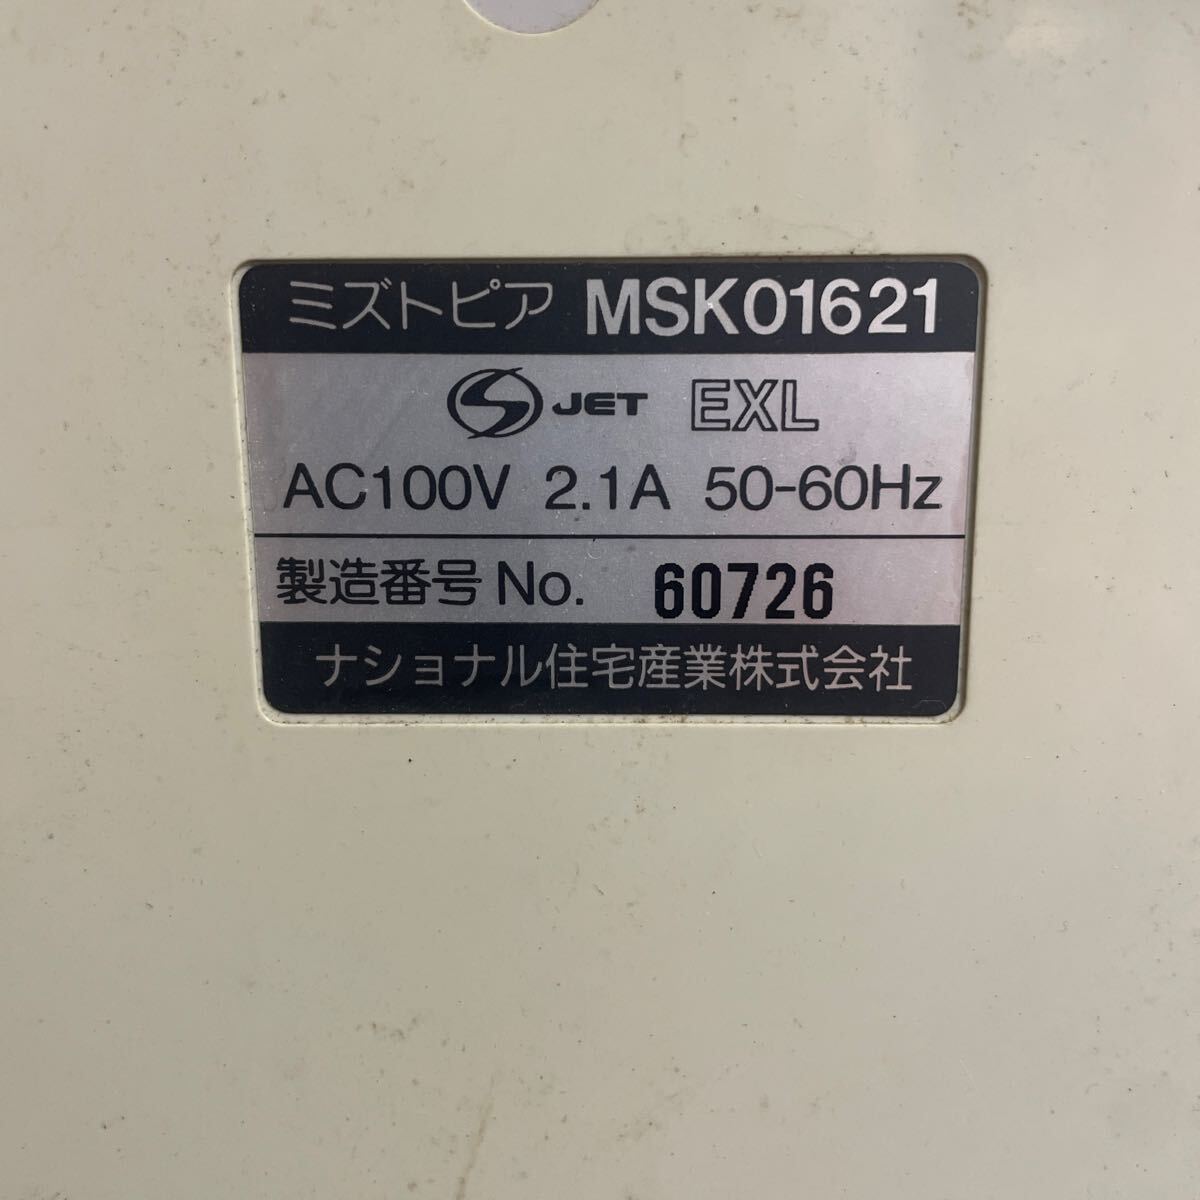 ミズトピア MSK01621
S JET EXL
AC100V 2.1A 50-60Hz
製造番号 No. 60726
ナショナル住宅産業株式会社